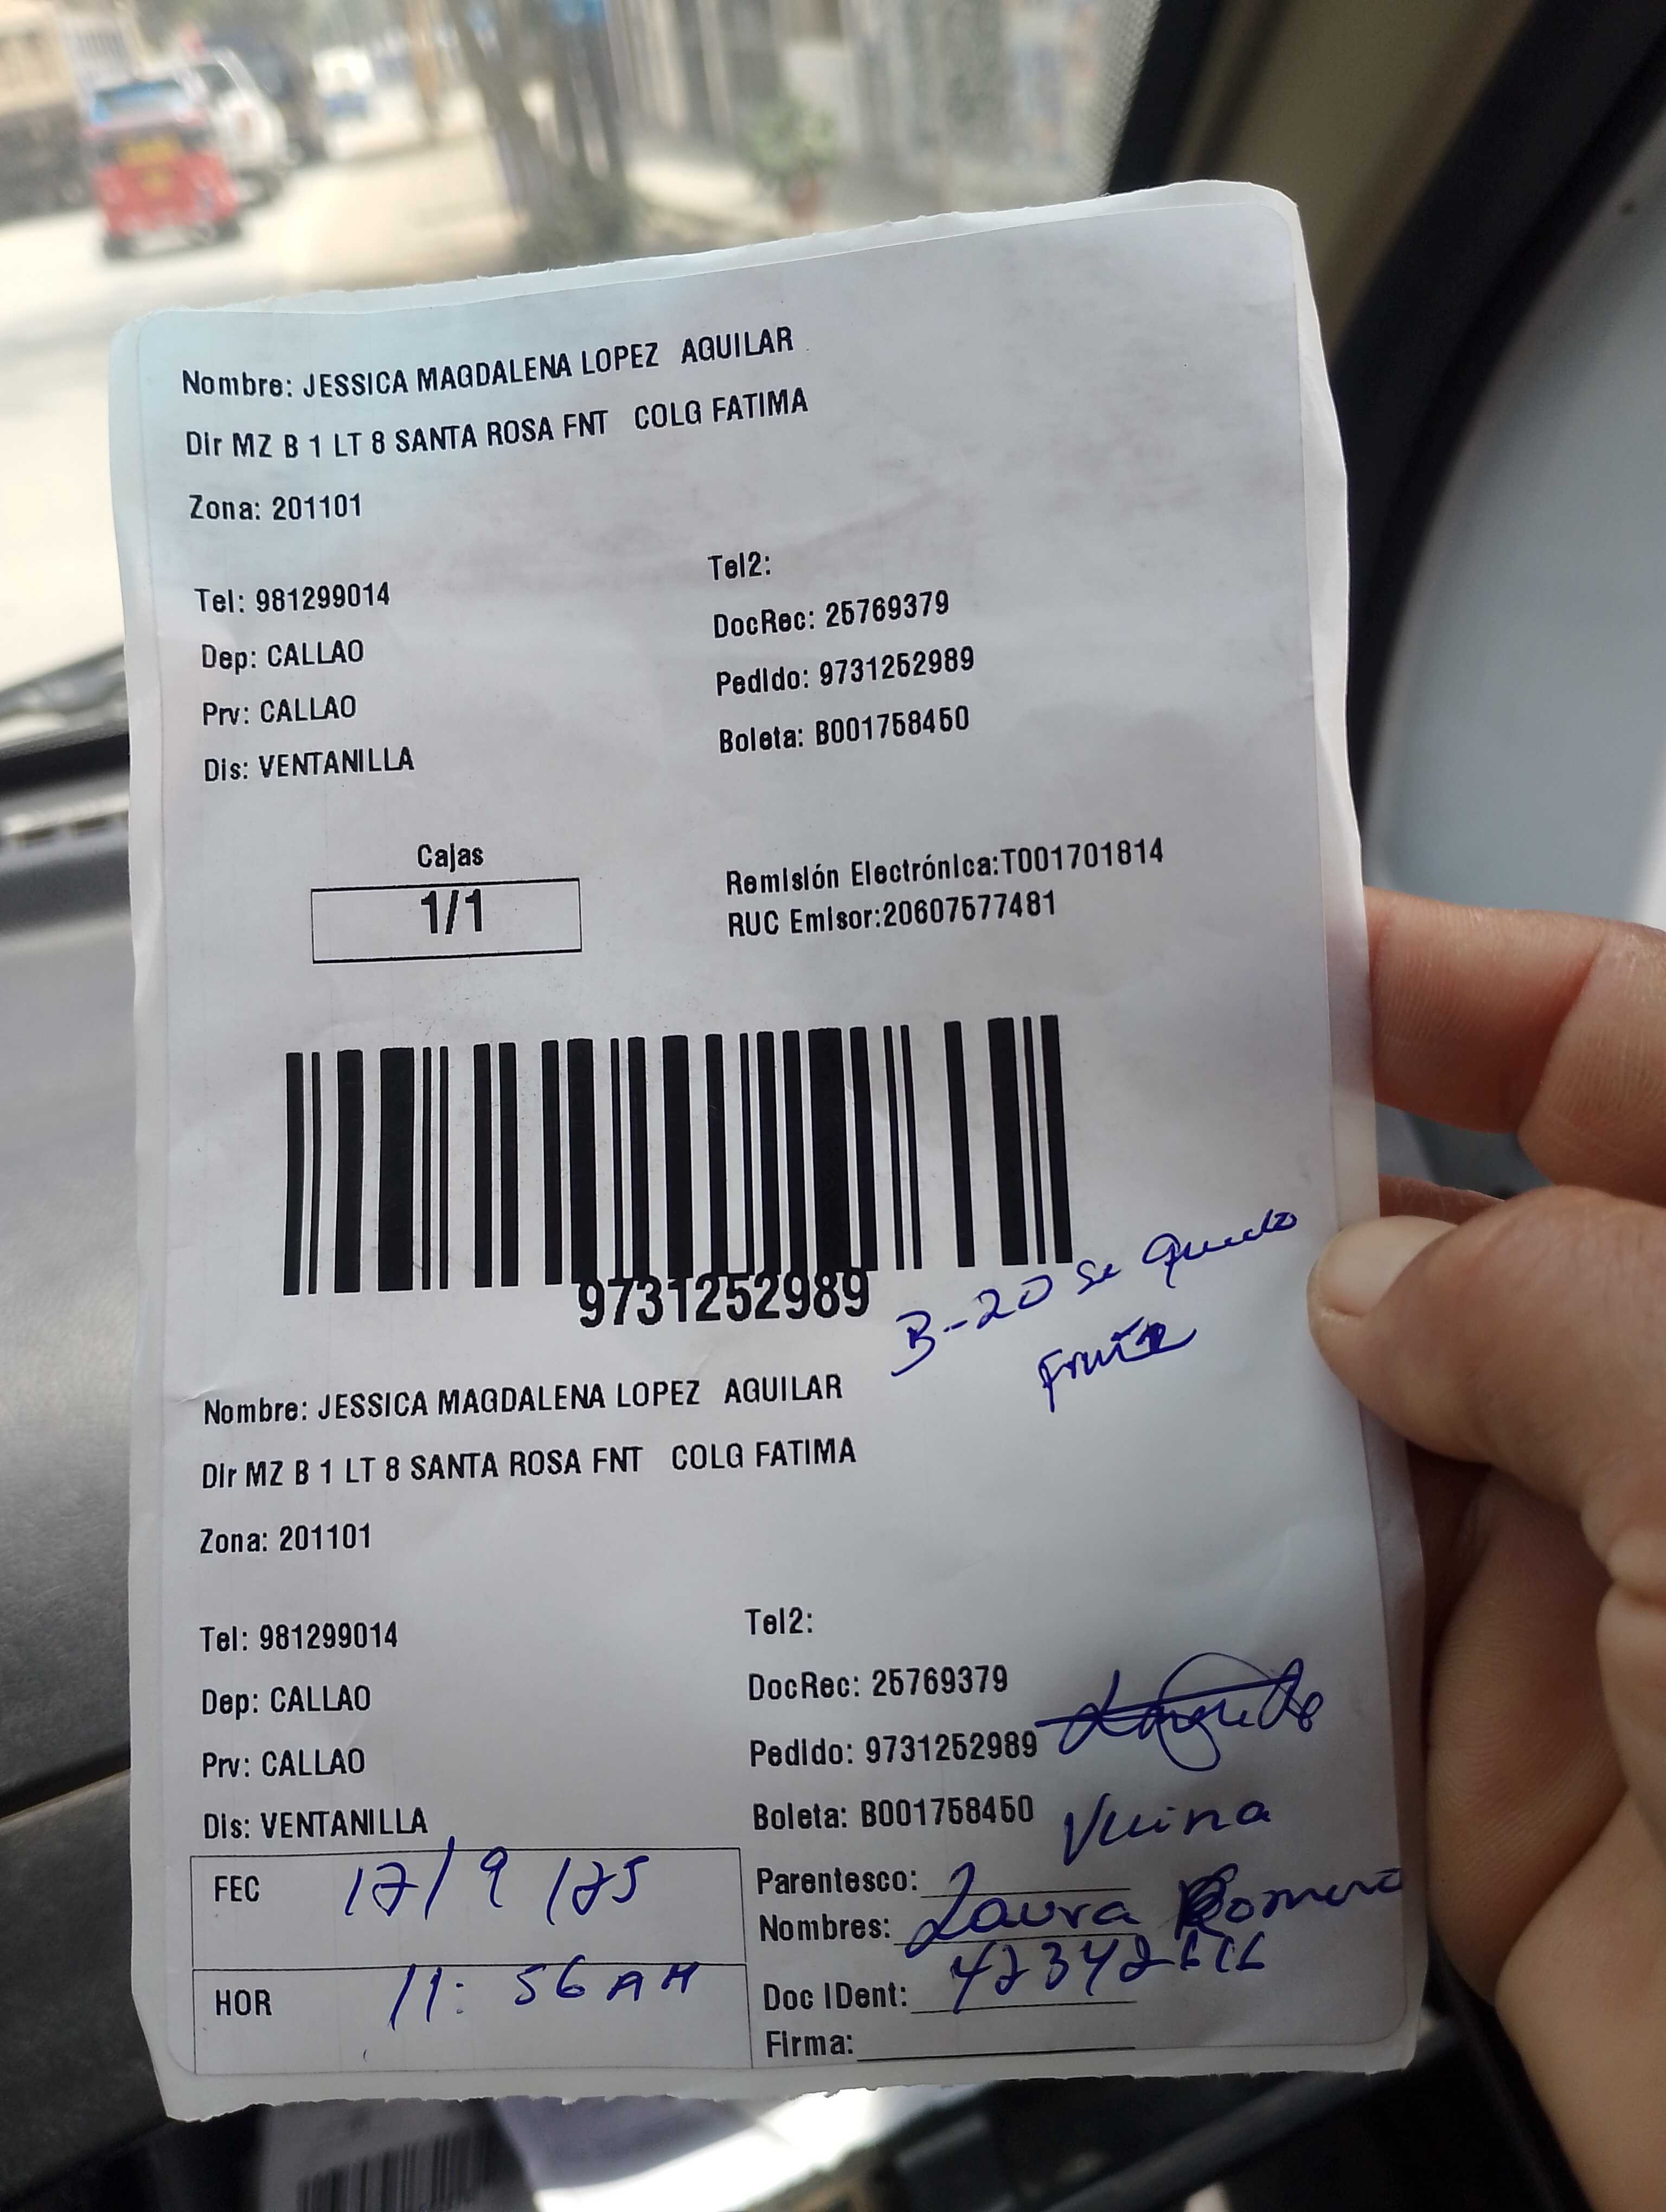 Nombre: JESSICA MAGDALENA LOPEZ AGUILAR
Dir MZ B 1 LT 8 SANTA ROSA FNT COLG FATIMA
Zona: 201101
Tel: 981299014
Dep: CALLAO
Prv: CALLAO
Dis: VENTANILLA
Tel2:
DocRec: 25769379
Pedido: 9731252989
Boleta: B001758450
Cajas
1/1
Remisión Electrónica:T001701814
RUC Emisor:20607577481
9731252989
B-20 se quedo
Frnte
Nombre: JESSICA MAGDALENA LOPEZ AGUILAR
Dir MZ B 1 LT 8 SANTA ROSA FNT COLG FATIMA
Zona: 201101
Tel: 981299014
Dep: CALLAO
Prv: CALLAO
Dis: VENTANILLA
Tel2:
DocRec: 25769379
Pedido: 9731252989
Boleta: B001758450
Vecina
Parentesco:
Nombres: Laura Romero
Doc IDent:
Firma:
FEC 17/9/25
HOR 11:56 AM